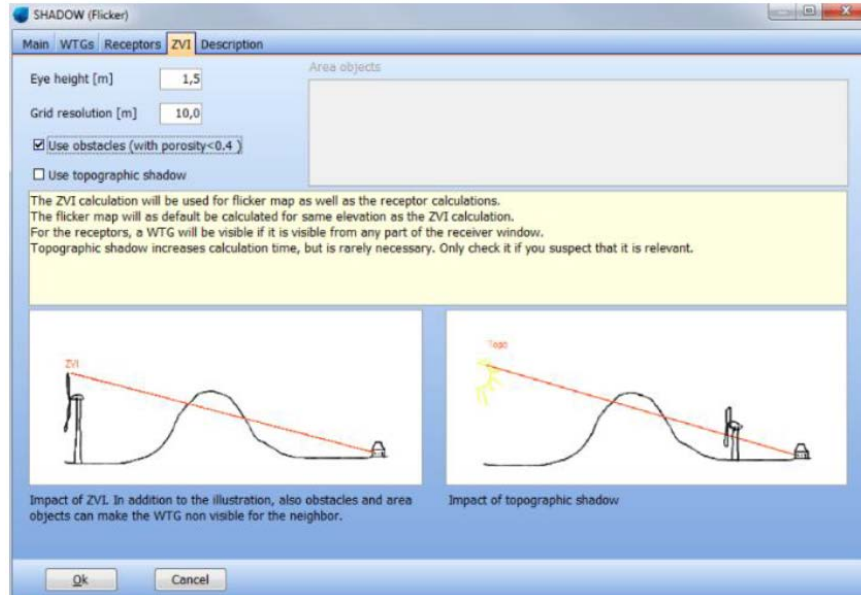 SHADOW (Flicker)
Main WTGs Receptors ZVI Description
Eye height [m] 1,5
Area objects
Grid resolution [m] 10,0
Use obstacles (with porosity<0.4 )
Use topographic shadow
The ZVI calculation will be used for flicker map as well as the receptor calculations.
The flicker map will as default be calculated for same elevation as the ZVI calculation.
For the receptors, a WTG will be visible if it is visible from any part of the receiver window.
Topographic shadow increases calculation time, but is rarely necessary. Only check it if you suspect that it is relevant.
ZVI
Topo
Impact of ZVI. In addition to the illustration, also obstacles and area
objects can make the WTG non visible for the neighbor.
Impact of topographic shadow
Ok
Cancel